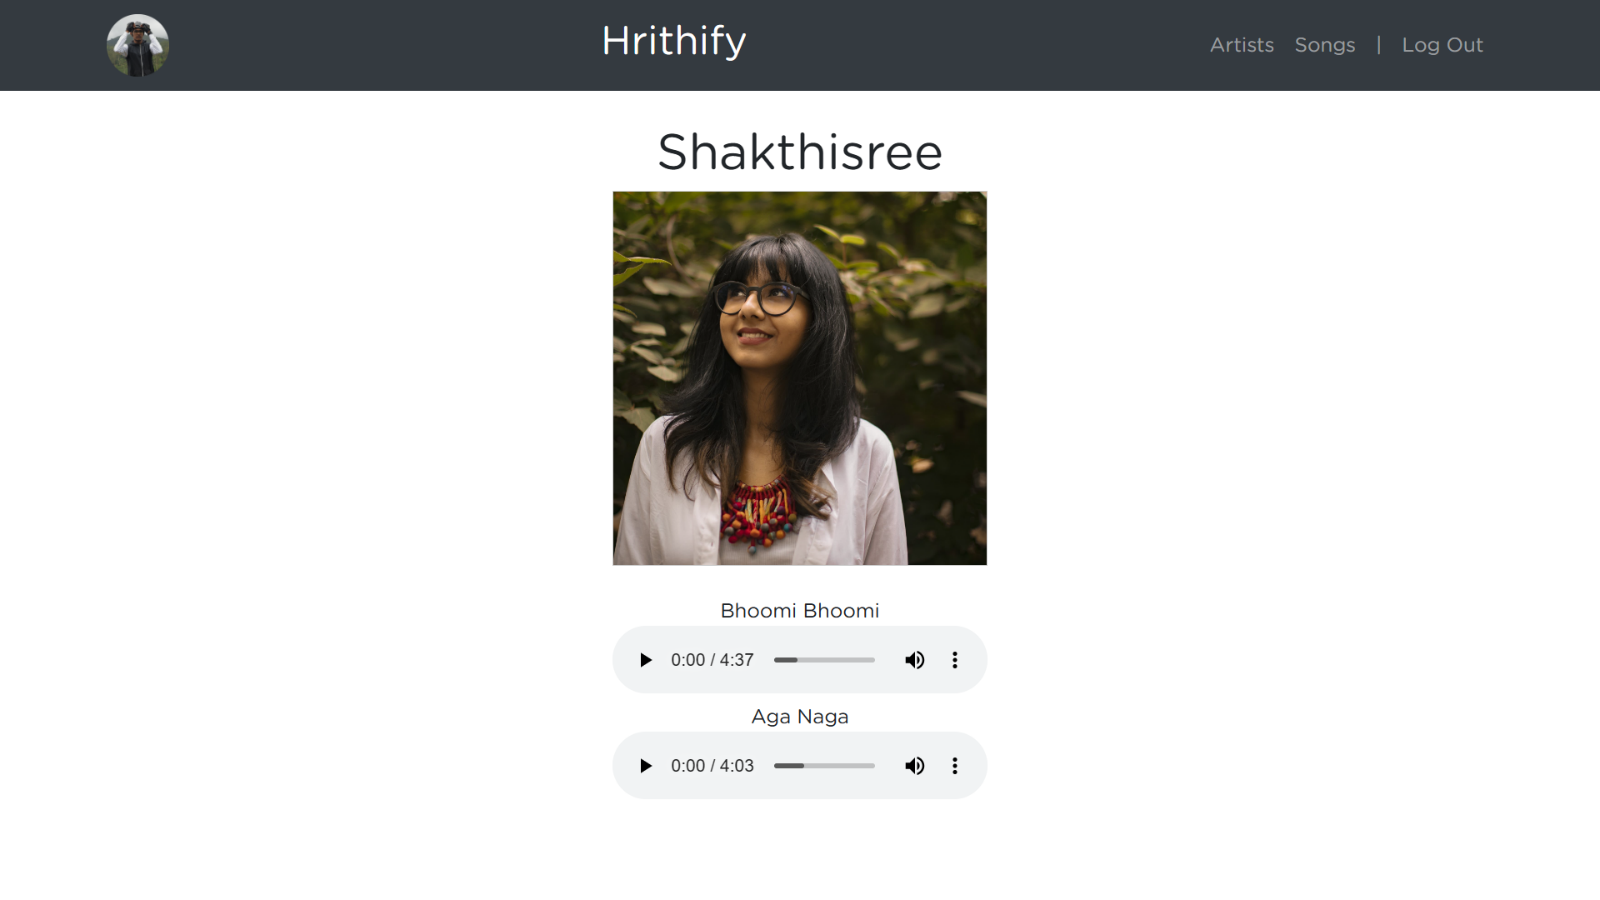 Hrithify
Artists Songs | Log Out
Shakthisree
Bhoomi Bhoomi
0:00 / 4:37
Aga Naga
0:00 / 4:03